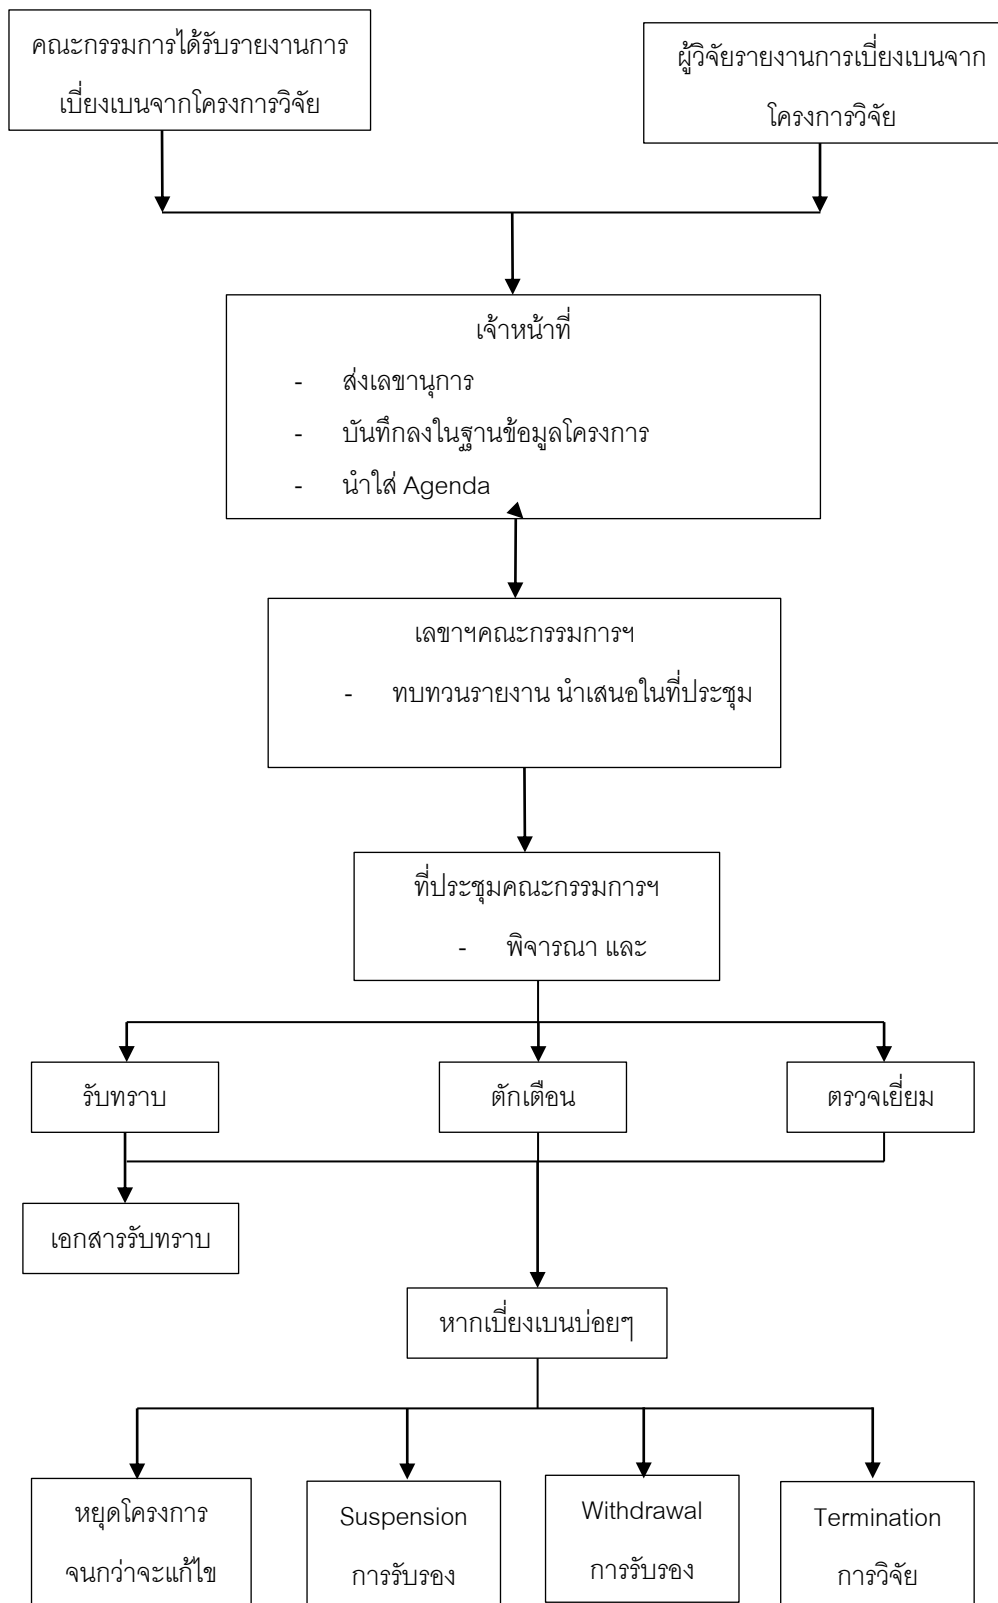 คณะกรรมการได้รับรายงานการ
เบี่ยงเบนจากโครงการวิจัย
ผู้วิจัยรายงานการเบี่ยงเบนจาก
โครงการวิจัย
เจ้าหน้าที่
- ส่งเลขานุการ
- บันทึกลงในฐานข้อมูลโครงการ
- นำใส่ Agenda
เลขาฯคณะกรรมการฯ
- ทบทวนรายงาน นำเสนอในที่ประชุม
ที่ประชุมคณะกรรมการฯ
- พิจารณา และ
รับทราบ
ตักเตือน
ตรวจเยี่ยม
เอกสารรับทราบ
หากเบี่ยงเบนบ่อยๆ
หยุดโครงการ
จนกว่าจะแก้ไข
Suspension
การรับรอง
Withdrawal
การรับรอง
Termination
การวิจัย